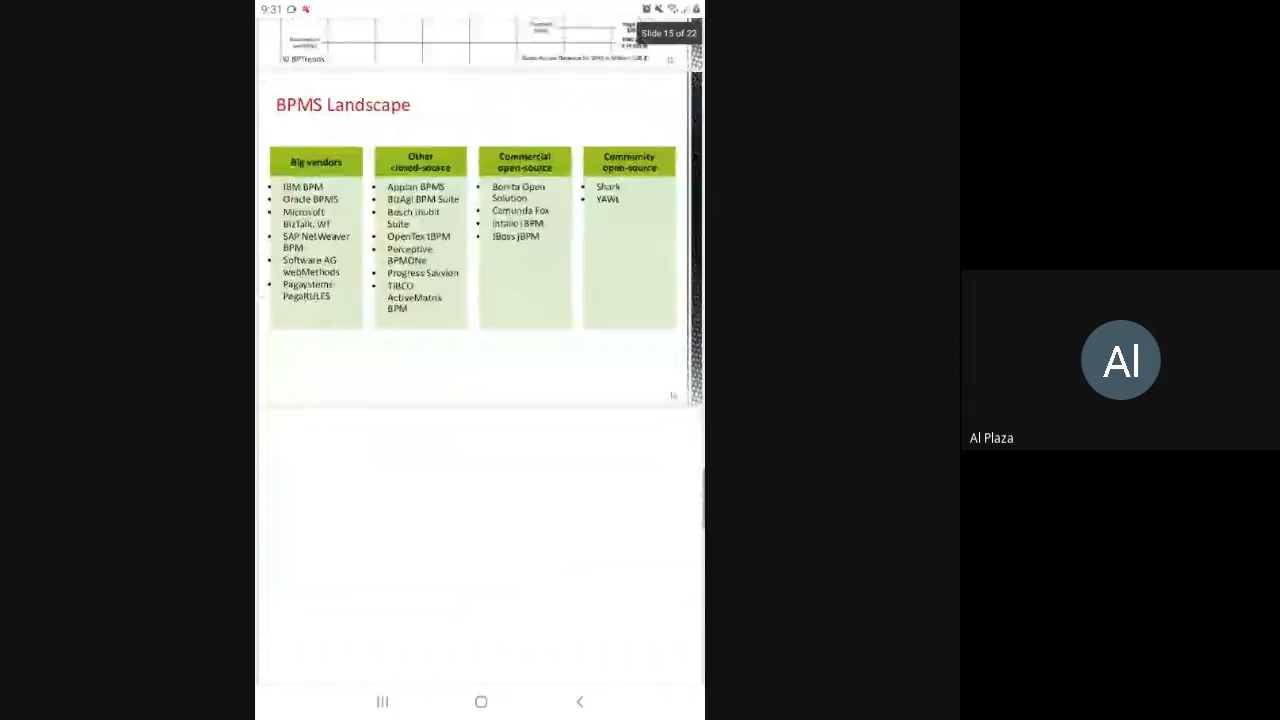 9:31
Slide 15 of 22
© BPTrends
BPMS Landscape
Big vendors
IBM BPM
Oracle BPMS
Microsoft
BizTalk, WF
SAP NetWeaver
BPM
Software AG
webMethods
Pegasystems
PegaRULES
Other
closed-source
Appian BPMS
BizAgi BPM Suite
Bosch inubit
Suite
OpenText BPM
Perceptive
BPMONe
Progress Savvion
TIBCO
ActiveMatrix
BPM
Commercial
open-source
Bonita Open
Solution
Camunda Fox
Intalio|BPM
JBoss jBPM
Community
open-source
Shark
YAWL
16
Al
Al Plaza